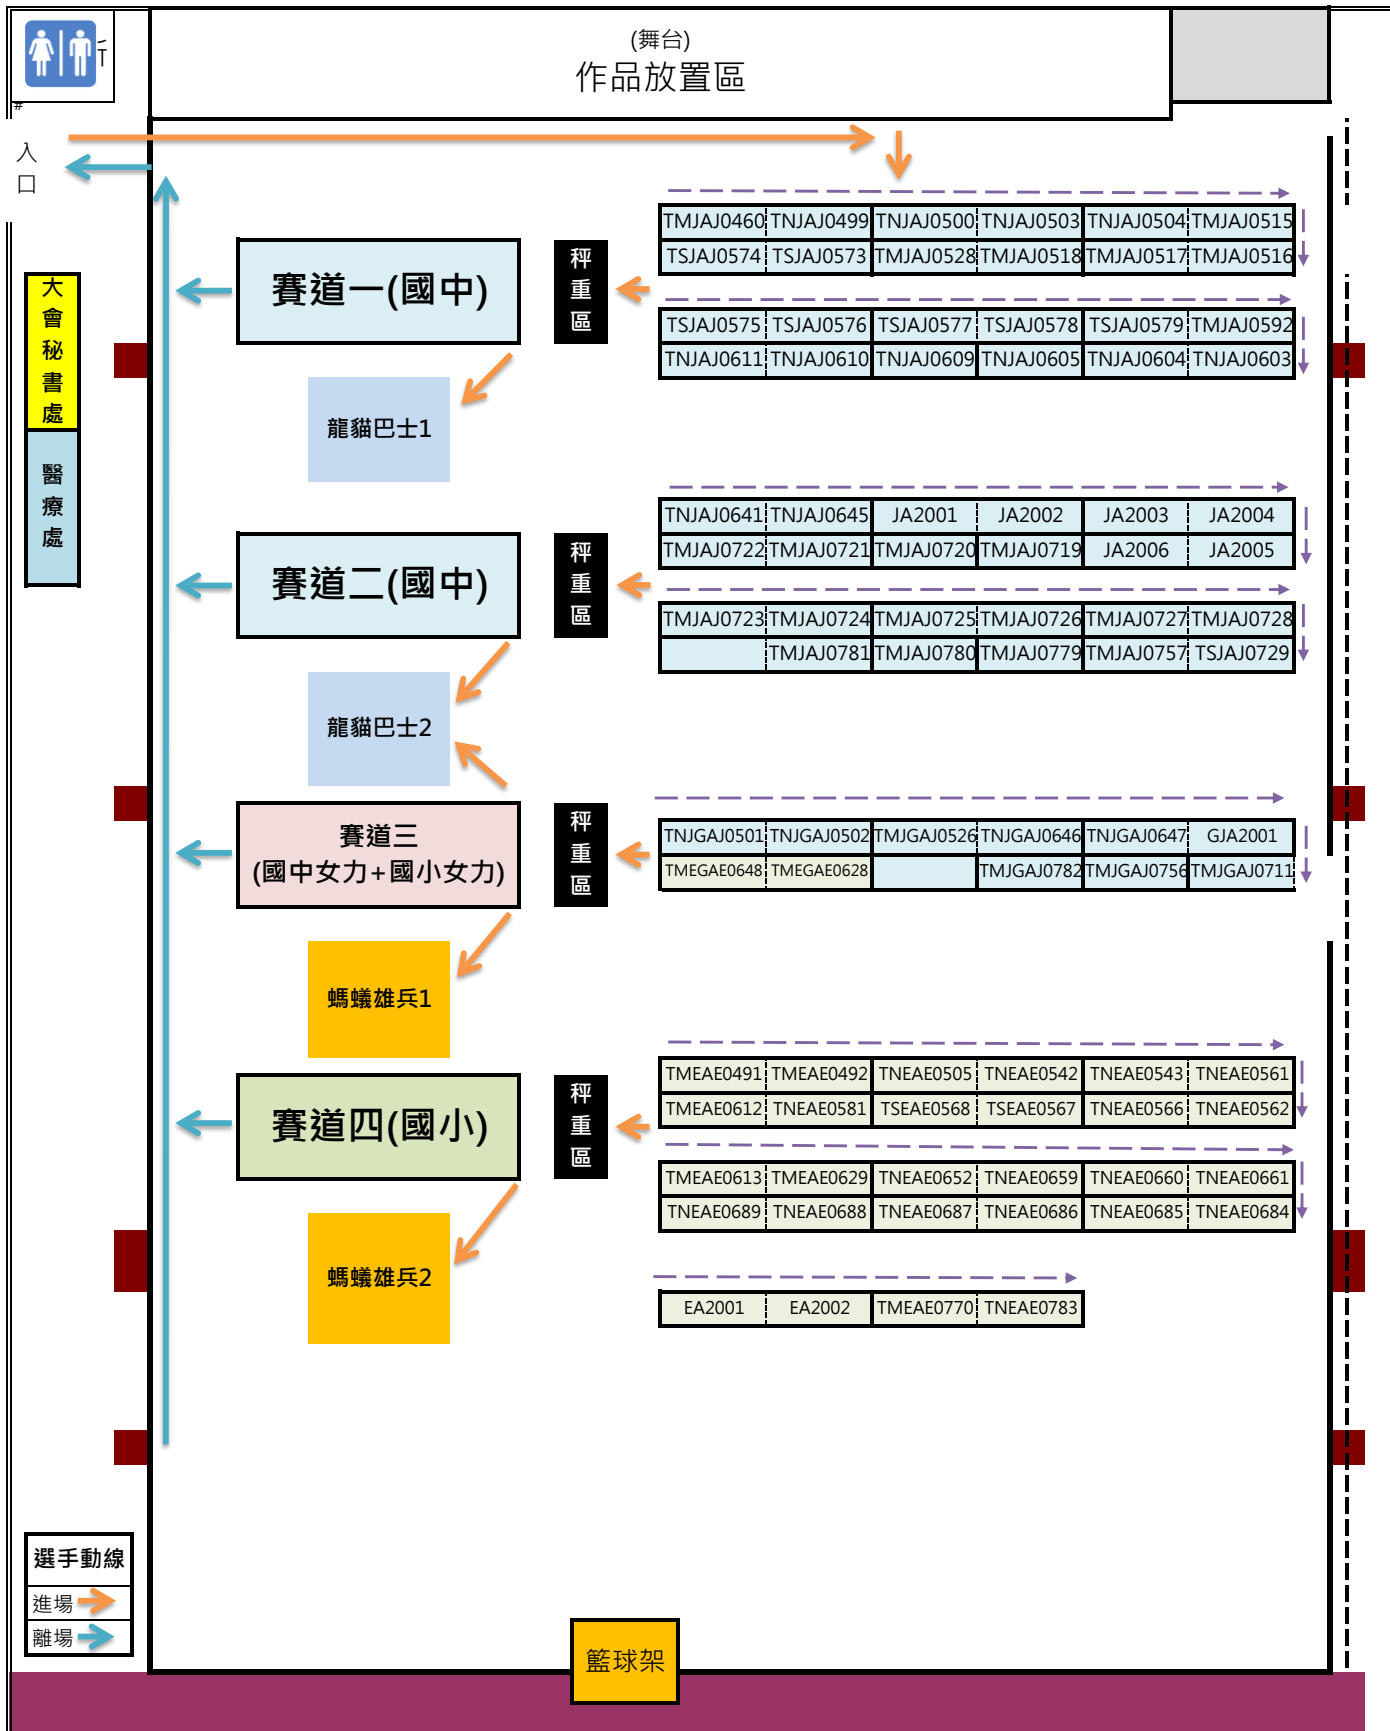 (舞台)
作品放置區
#
入
口
TMJAJ0460 TNJAJ0499 TNJAJ0500 TNJAJ0503 TNJAJ0504 TMJAJ0515
TSJAJ0574 TSJAJ0573 TMJAJ0528 TMJAJ0518 TMJAJ0517 TMJAJ0516
賽道一(國中)
秤
重
區
大
會
秘
書
處
TSJAJ0575 TSJAJ0576 TSJAJ0577 TSJAJ0578 TSJAJ0579 TMJAJ0592
TNJAJ0611 TNJAJ0610 TNJAJ0609 TNJAJ0605 TNJAJ0604 TNJAJ0603
龍貓巴士1
醫
療
處
TNJAJ0641 TNJAJ0645 JA2001 JA2002 JA2003 JA2004
TMJAJ0722 TMJAJ0721 TMJAJ0720 TMJAJ0719 JA2006 JA2005
賽道二(國中)
秤
重
區
TMJAJ0723 TMJAJ0724 TMJAJ0725 TMJAJ0726 TMJAJ0727 TMJAJ0728
TMJAJ0781 TMJAJ0780 TMJAJ0779 TMJAJ0757 TSJAJ0729
龍貓巴士2
賽道三
(國中女力+國小女力)
秤
重
區
TNJGAJ0501 TNJGAJ0502 TMJGAJ0526 TNJGAJ0646 TNJGAJ0647 GJA2001
TMEGAE0648 TMEGAE0628 TMJGAJ0782 TMJGAJ0756 TMJGAJ0711
螞蟻雄兵1
TMEAE0491 TMEAE0492 TNEAE0505 TNEAE0542 TNEAE0543 TNEAE0561
TMEAE0612 TNEAE0581 TSEAE0568 TSEAE0567 TNEAE0566 TNEAE0562
賽道四(國小)
秤
重
區
TMEAE0613 TMEAE0629 TNEAE0652 TNEAE0659 TNEAE0660 TNEAE0661
TNEAE0689 TNEAE0688 TNEAE0687 TNEAE0686 TNEAE0685 TNEAE0684
螞蟻雄兵2
EA2001 EA2002 TMEAE0770 TNEAE0783
選手動線
進場
離場
籃球架